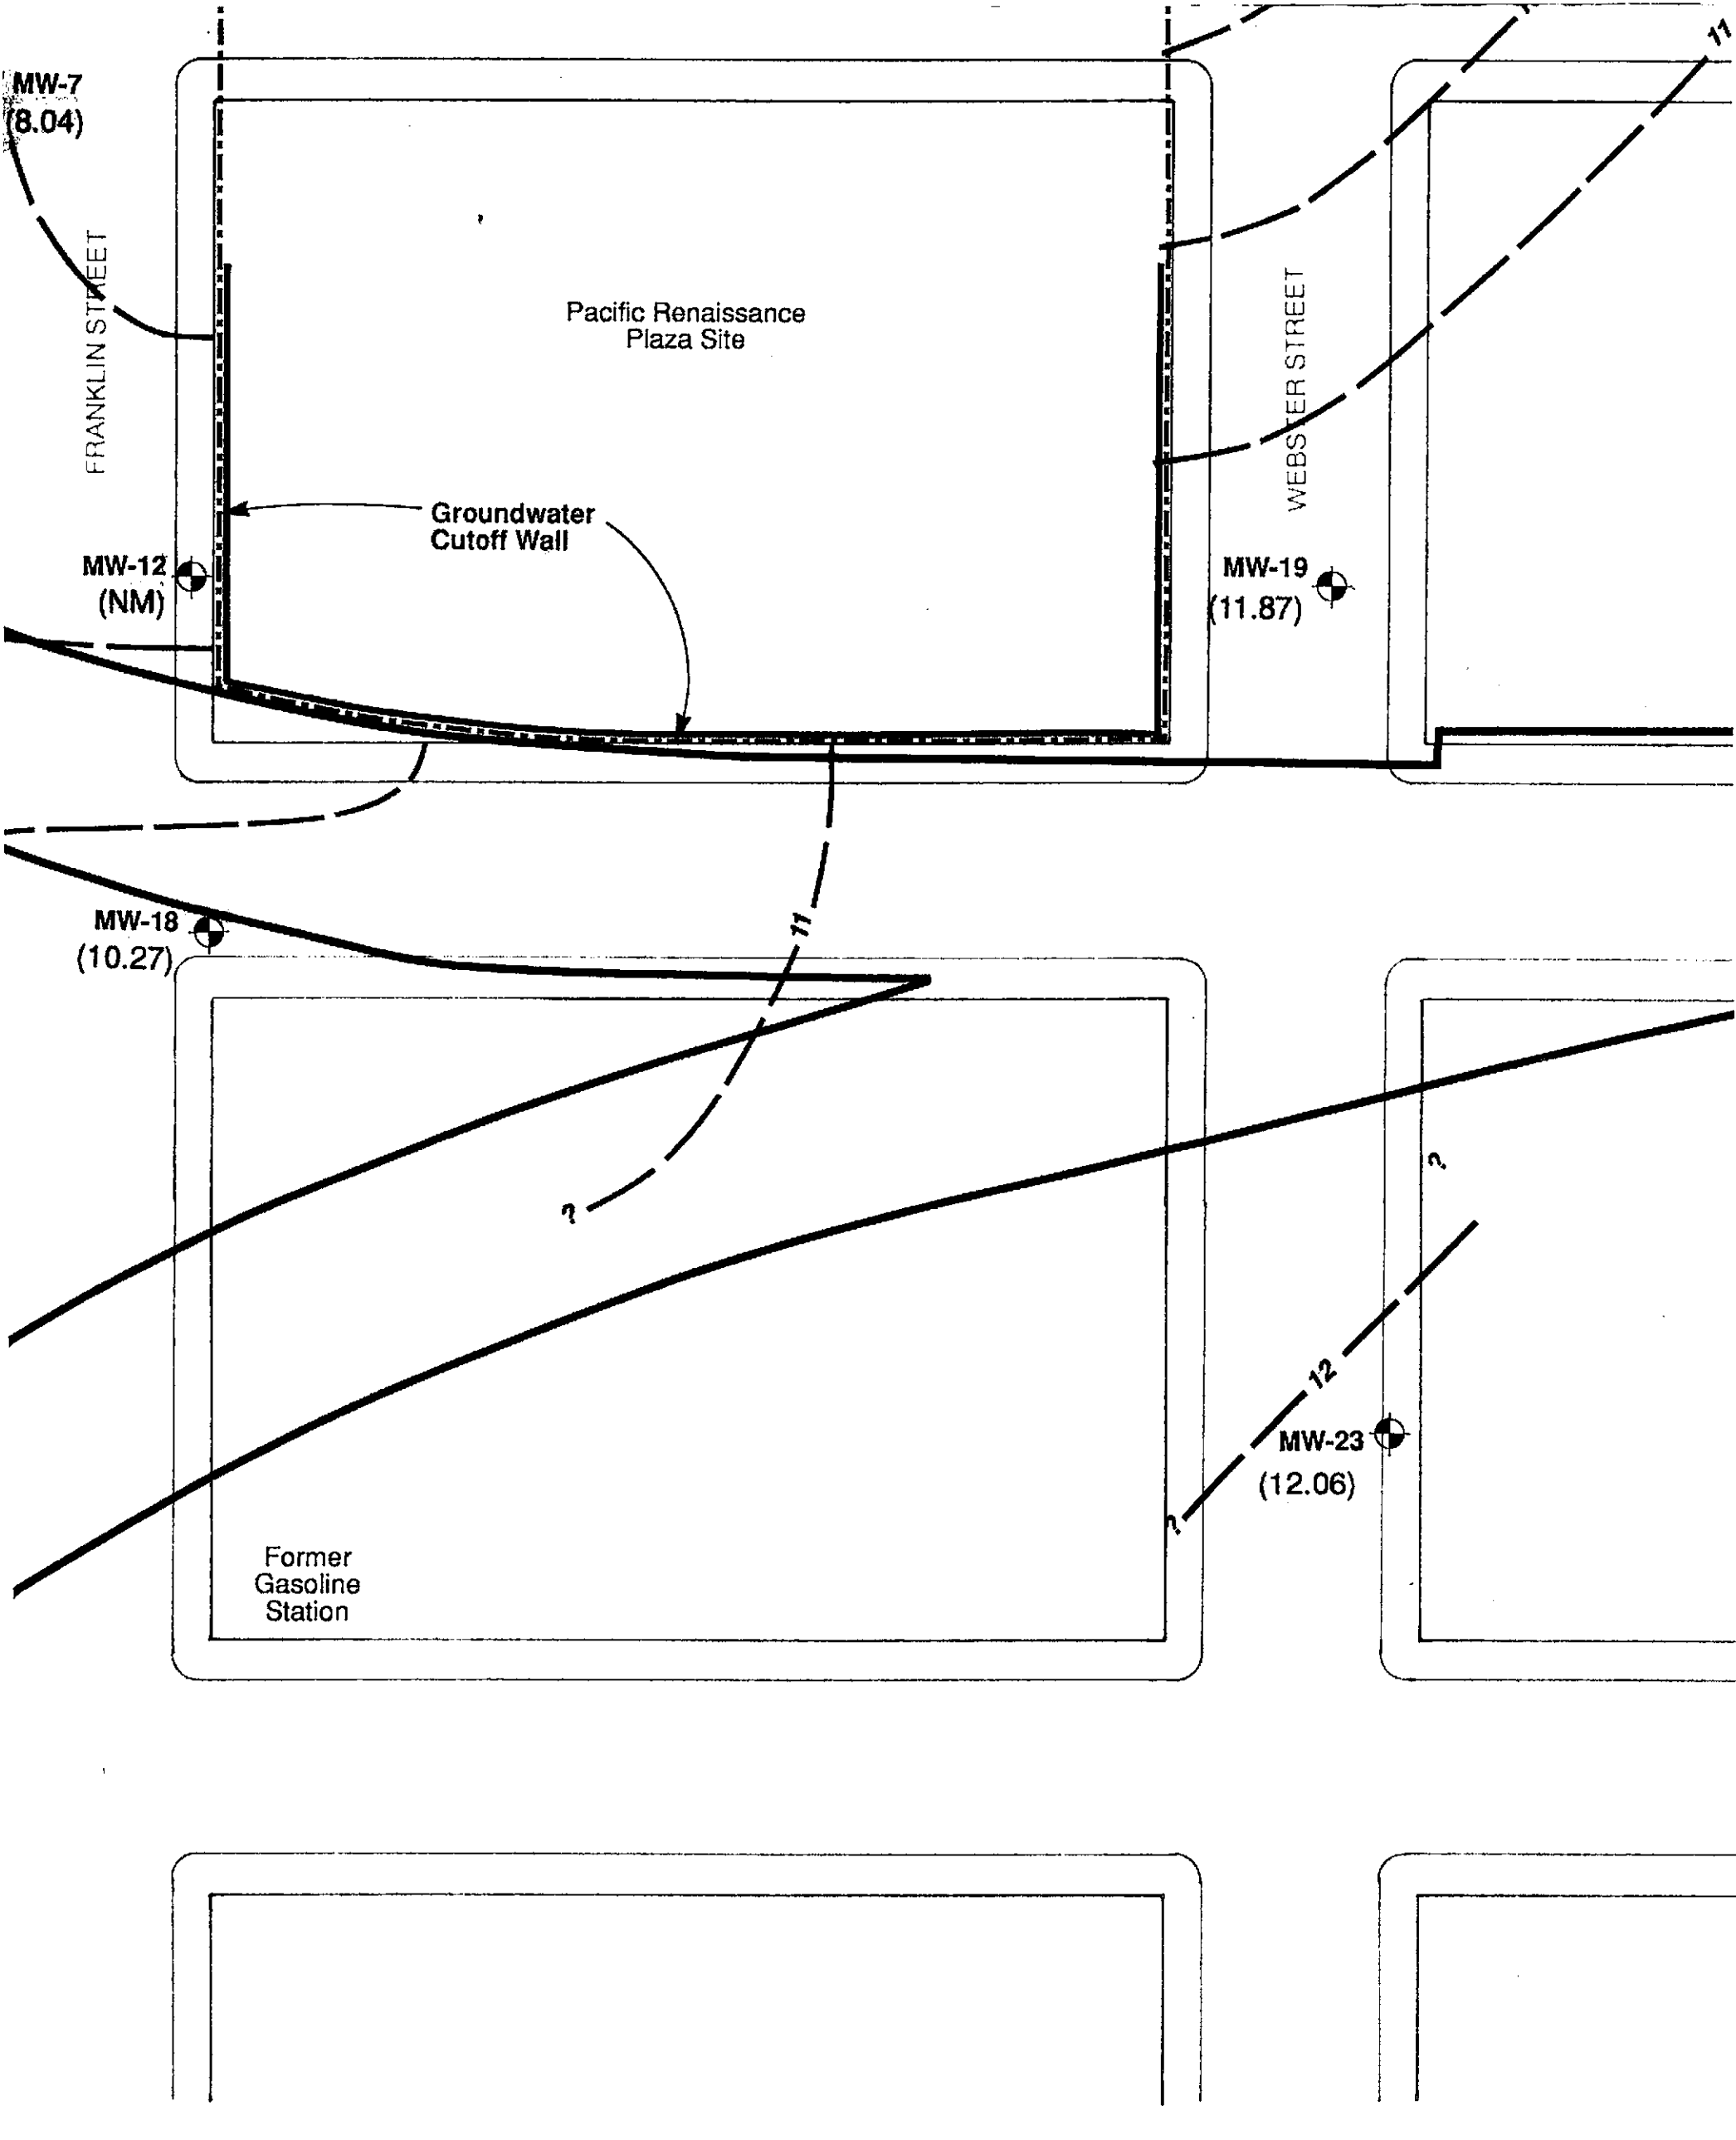 11
MW-7
(8.04)
FRANKLIN STREET
Pacific Renaissance
Plaza Site
WEBSTER STREET
Groundwater
Cutoff Wall
MW-12
(NM)
MW-19
(11.87)
11
MW-18
(10.27)
?
?
12
MW-23
(12.06)
?
Former
Gasoline
Station